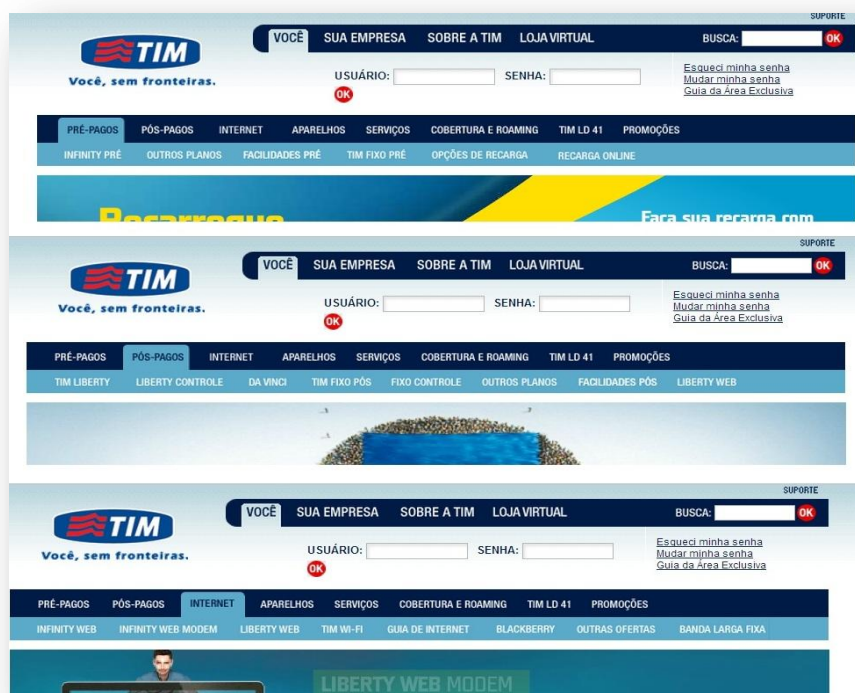 SUPORTE
TIM
VOCÊ SUA EMPRESA SOBRE A TIM LOJA VIRTUAL BUSCA: OK
Você, sem fronteiras.
USUÁRIO: SENHA:
OK
Esqueci minha senha
Mudar minha senha
Guia da Área Exclusiva
PRÉ-PAGOS PÓS-PAGOS INTERNET APARELHOS SERVIÇOS COBERTURA E ROAMING TIM LD 41 PROMOÇÕES
INFINITY PRÉ OUTROS PLANOS FACILIDADES PRÉ TIM FIXO PRÉ OPÇÕES DE RECARGA RECARGA ONLINE
Recarregue Faça sua recarga com
SUPORTE
TIM
VOCÊ SUA EMPRESA SOBRE A TIM LOJA VIRTUAL BUSCA: OK
Você, sem fronteiras.
USUÁRIO: SENHA:
OK
Esqueci minha senha
Mudar minha senha
Guia da Área Exclusiva
PRÉ-PAGOS PÓS-PAGOS INTERNET APARELHOS SERVIÇOS COBERTURA E ROAMING TIM LD 41 PROMOÇÕES
TIM LIBERTY LIBERTY CONTROLE DA VINCI TIM FIXO PÓS FIXO CONTROLE OUTROS PLANOS FACILIDADES PÓS LIBERTY WEB
SUPORTE
TIM
VOCÊ SUA EMPRESA SOBRE A TIM LOJA VIRTUAL BUSCA: OK
Você, sem fronteiras.
USUÁRIO: SENHA:
OK
Esqueci minha senha
Mudar minha senha
Guia da Área Exclusiva
PRÉ-PAGOS PÓS-PAGOS INTERNET APARELHOS SERVIÇOS COBERTURA E ROAMING TIM LD 41 PROMOÇÕES
INFINITY WEB INFINITY WEB MODEM LIBERTY WEB TIM WI-FI GUIA DE INTERNET BLACKBERRY OUTRAS OFERTAS BANDA LARGA FIXA
LIBERTY WEB MODEM